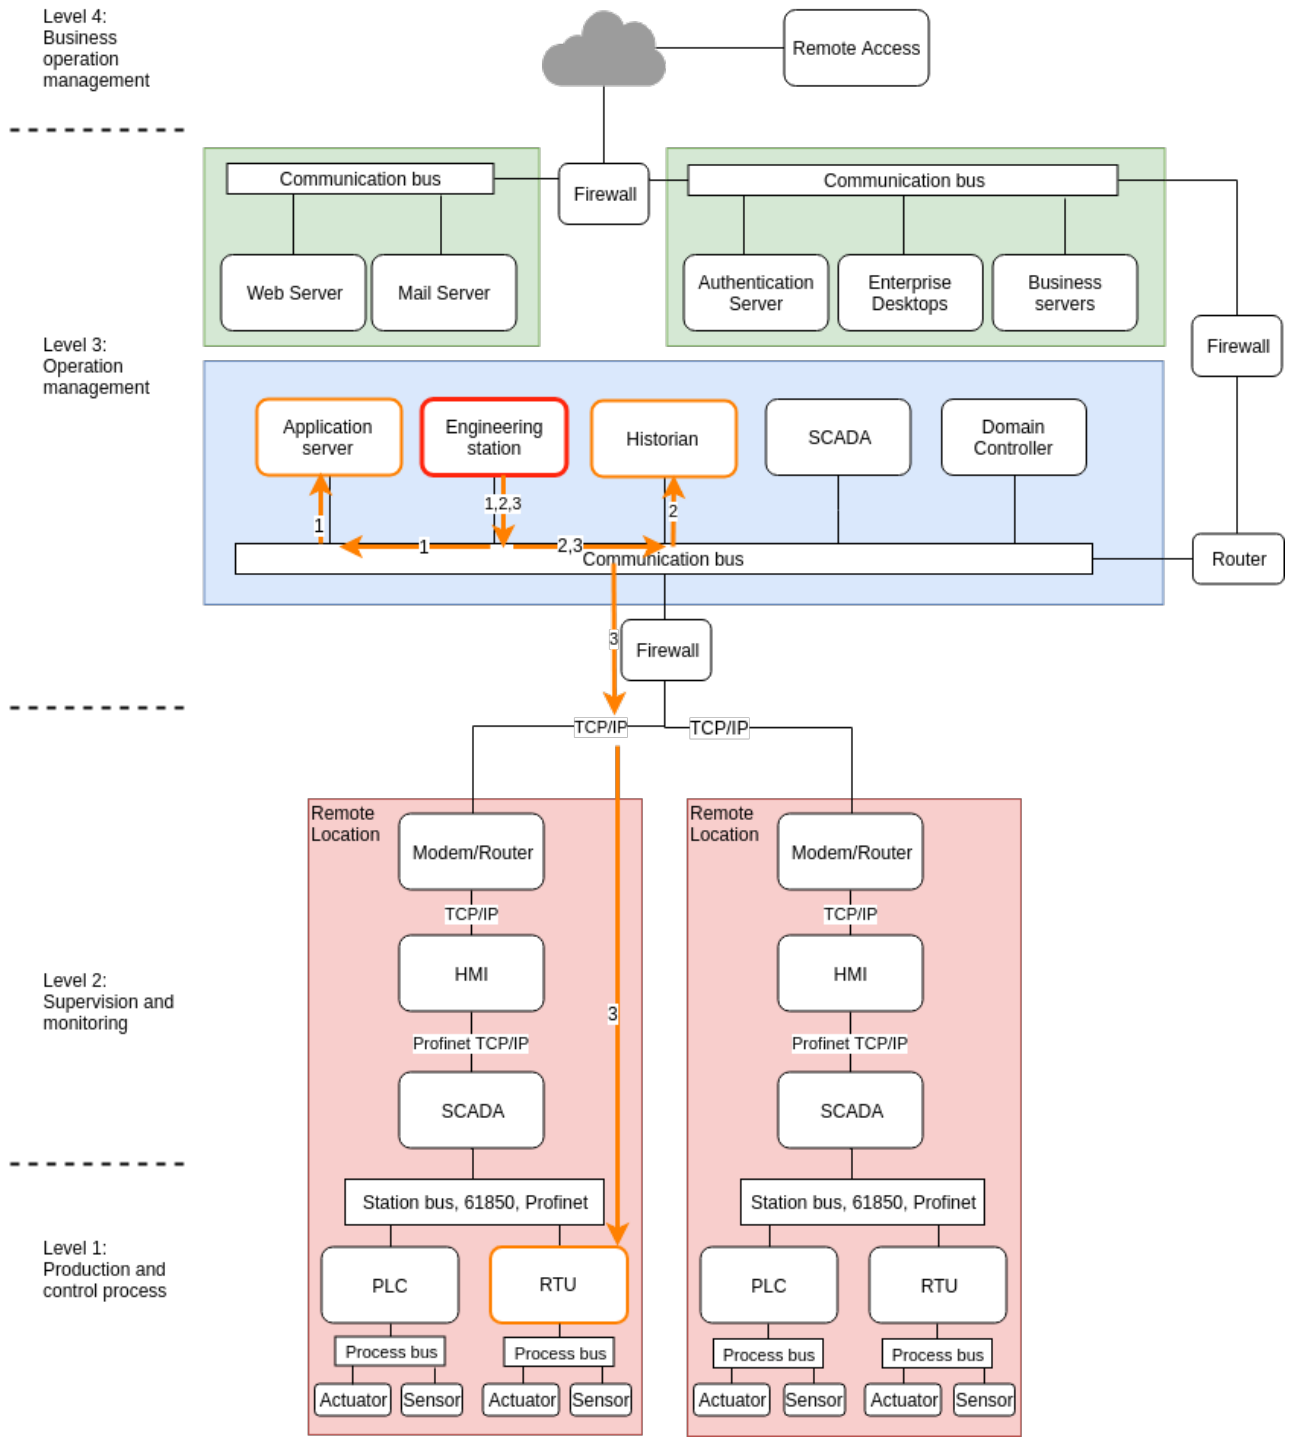 Level 4:
Business
operation
management
Remote Access
Communication bus
Firewall
Communication bus
Web Server
Mail Server
Authentication
Server
Enterprise
Desktops
Business
servers
Level 3:
Operation
management
Firewall
Application
server
Engineering
station
Historian
SCADA
Domain
Controller
1
1,2,3
2
1
2,3
Communication bus
Router
3
Firewall
TCP/IP
TCP/IP
Remote
Location
Modem/Router
Remote
Location
Modem/Router
TCP/IP
TCP/IP
Level 2:
Supervision and
monitoring
HMI
HMI
3
Profinet TCP/IP
Profinet TCP/IP
SCADA
SCADA
Station bus, 61850, Profinet
Station bus, 61850, Profinet
Level 1:
Production and
control process
PLC
RTU
PLC
RTU
Process bus
Process bus
Process bus
Process bus
Actuator
Sensor
Actuator
Sensor
Actuator
Sensor
Actuator
Sensor